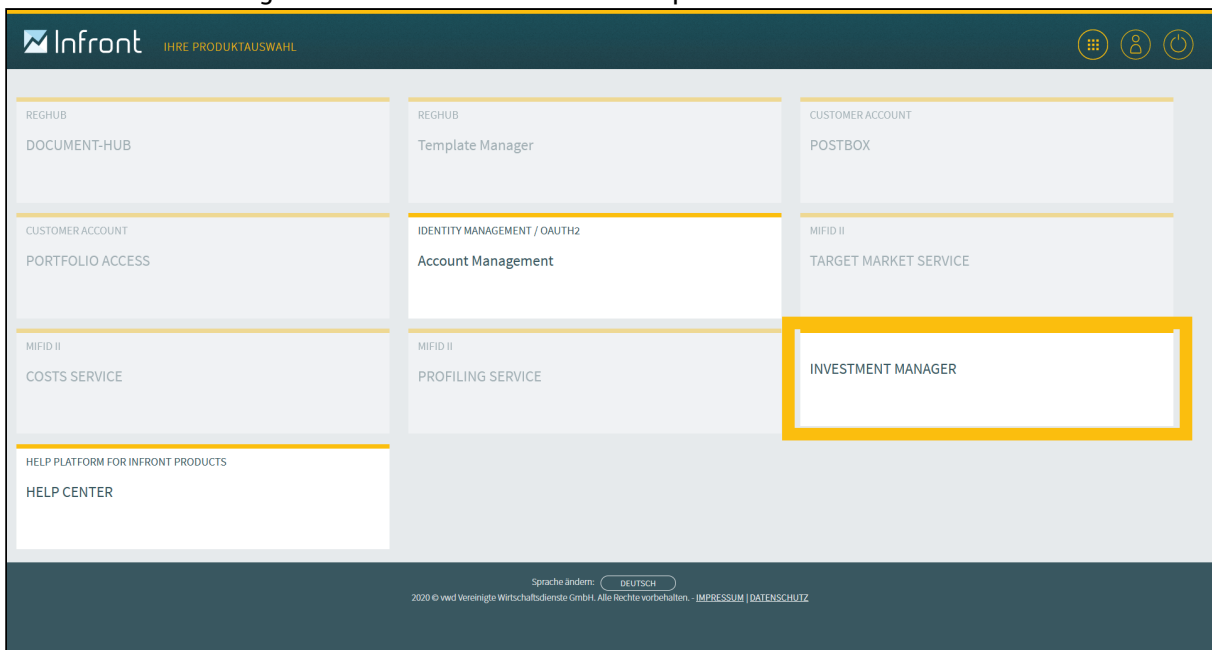 Infront IHRE PRODUKTAUSWAHL
REGHUB
DOCUMENT-HUB
REGHUB
Template Manager
CUSTOMER ACCOUNT
POSTBOX
CUSTOMER ACCOUNT
PORTFOLIO ACCESS
IDENTITY MANAGEMENT / OAUTH2
Account Management
MIFID II
TARGET MARKET SERVICE
MIFID II
COSTS SERVICE
MIFID II
PROFILING SERVICE
INVESTMENT MANAGER
HELP PLATFORM FOR INFRONT PRODUCTS
HELP CENTER
Sprache ändern: DEUTSCH
2020 © vwd Vereinigte Wirtschaftsdienste GmbH. Alle Rechte vorbehalten. - IMPRESSUM | DATENSCHUTZ